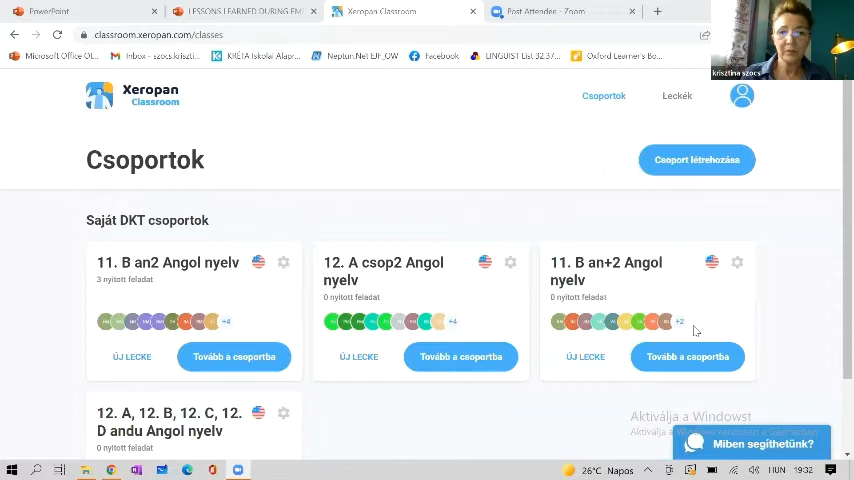 PowerPoint
LESSONS LEARNED DURING EME
Xeropan Classroom
Post Attendee - Zoom
classroom.xeropan.com/classes
Microsoft Office Ot...
Inbox - szocs.kriszti...
KRÉTA Iskolai Alapr...
Neptun.Net EJF_OW
Facebook
LINGUIST List 32.37...
Oxford Learner's Bo...
krisztina szocs
Xeropan
Classroom
Csoportok
Leckék
Csoportok
Csoport létrehozása
Saját DKT csoportok
11. B an2 Angol nyelv
3 nyitott feladat
+4
ÚJ LECKE
Tovább a csoportba
12. A csop2 Angol
nyelv
0 nyitott feladat
+4
ÚJ LECKE
Tovább a csoportba
11. B an+2 Angol
nyelv
0 nyitott feladat
+2
ÚJ LECKE
Tovább a csoportba
12. A, 12. B, 12. C, 12.
D andu Angol nyelv
0 nyitott feladat
Aktiválja a Windowst
Aktiválja a Windows
Miben segíthetünk?
26°C Napos
HUN
19:32